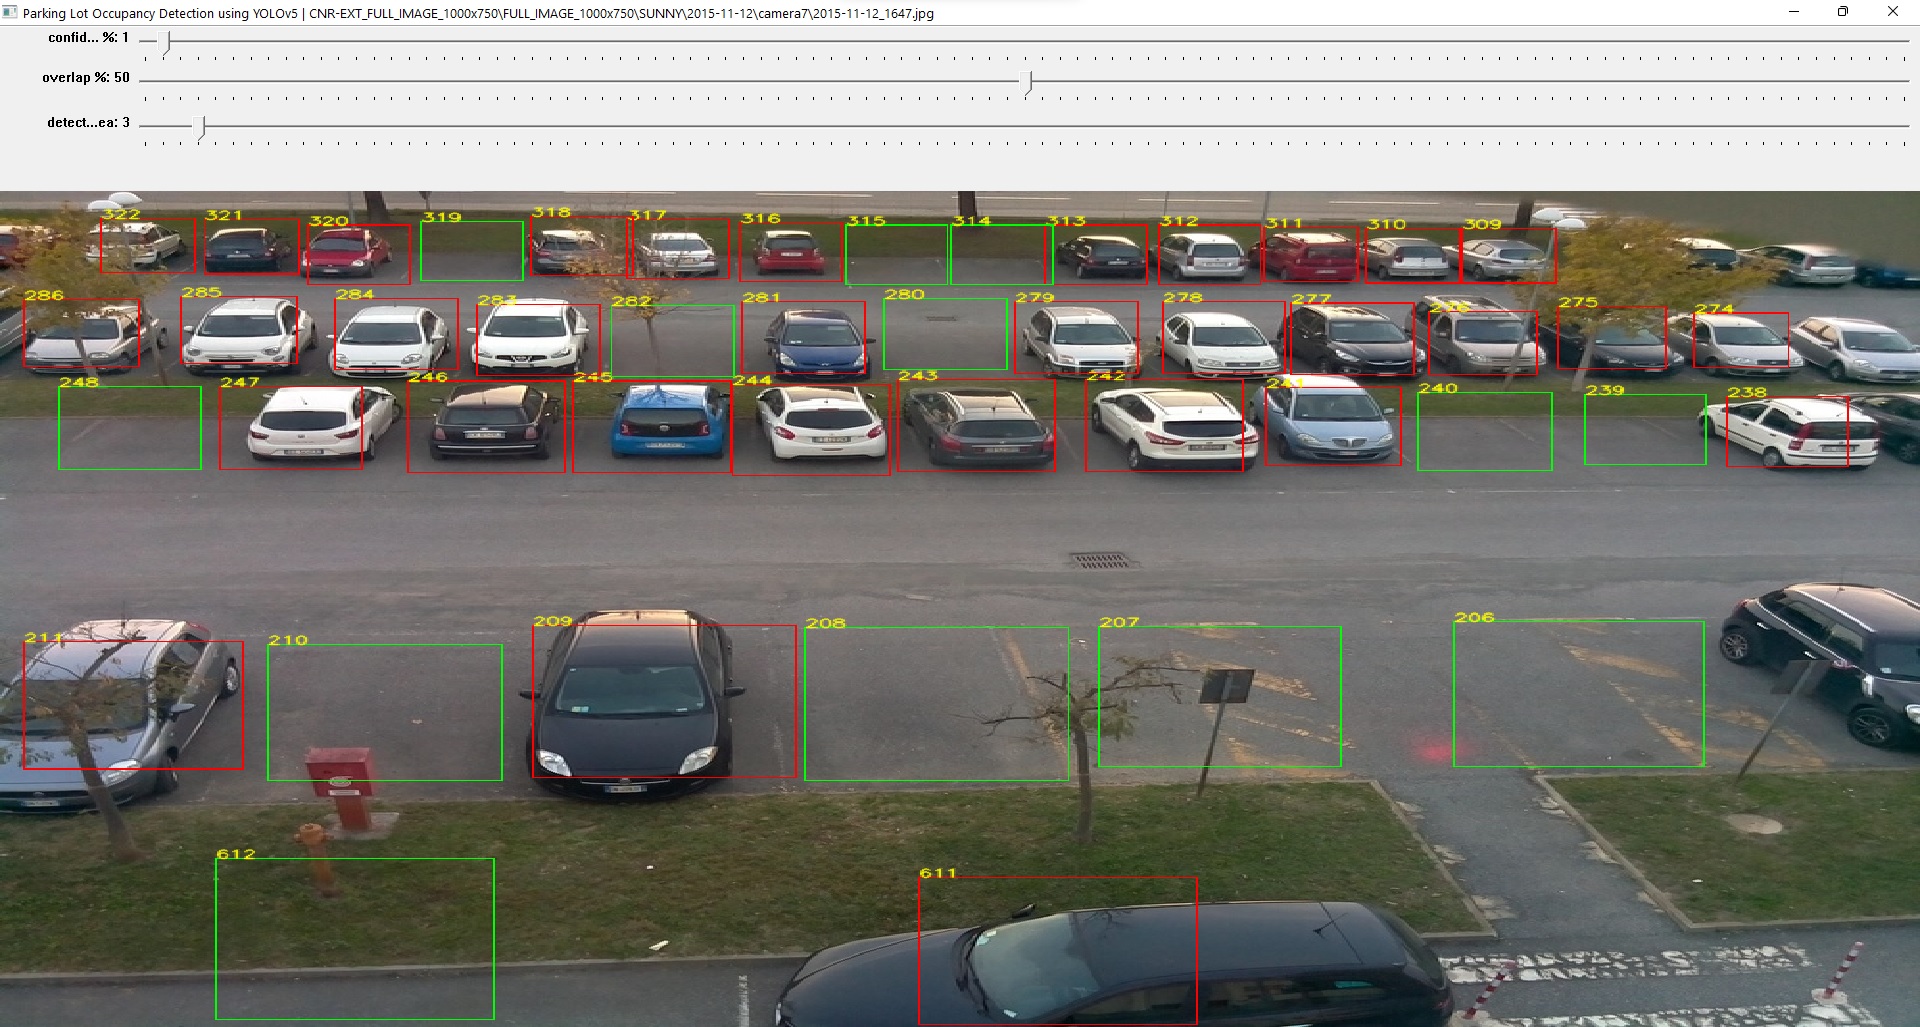 Parking Lot Occupancy Detection using YOLOv5 | CNR-EXT_FULL_IMAGE_1000x750\FULL_IMAGE_1000x750\SUNNY\2015-11-12\camera7\2015-11-12_1647.jpg
confid... %: 1
overlap %: 50
detect...ea: 3
322 321 320 319 318 317 316 315 314 313 312 311 310 309
286 285 284 283 282 281 280 279 278 277 276 275 274
248 247 246 245 244 243 242 241 240 239 238
211 210 209 208 207 206
612 611